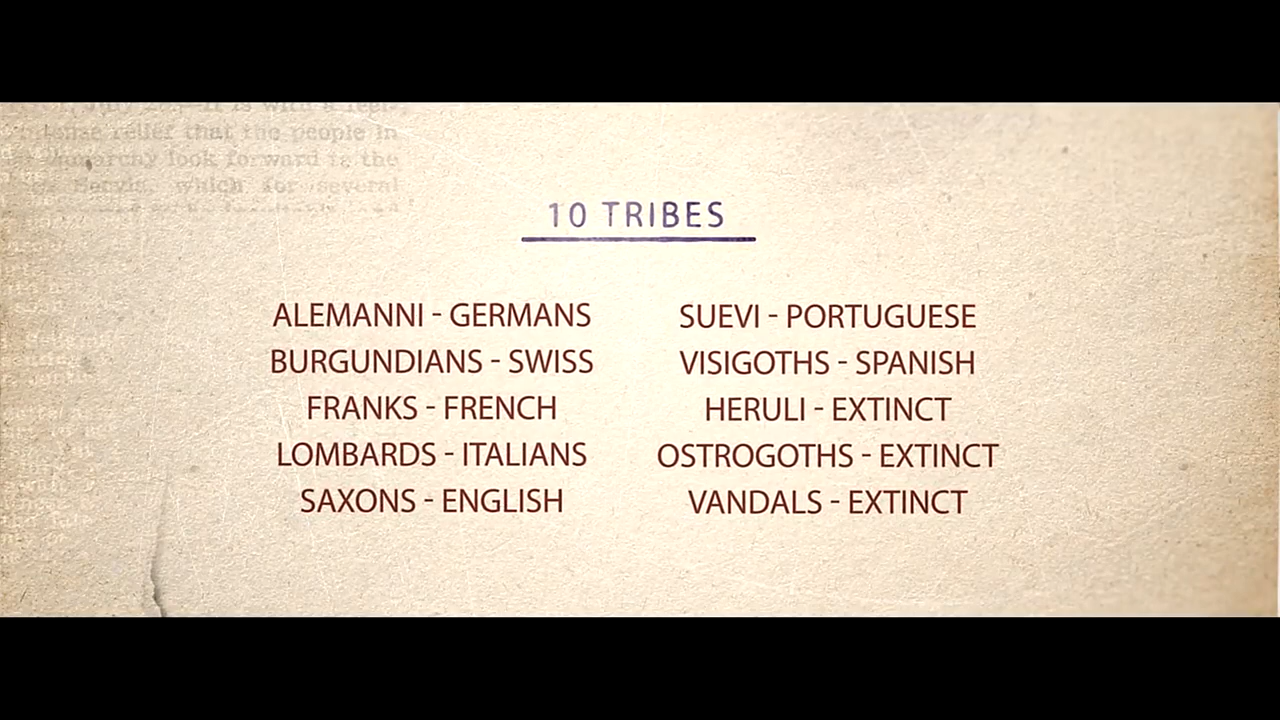 intense relief that the people in
look forward to the
which for several
10 TRIBES
ALEMANNI - GERMANS
BURGUNDIANS - SWISS
FRANKS - FRENCH
LOMBARDS - ITALIANS
SAXONS - ENGLISH
SUEVI - PORTUGUESE
VISIGOTHS - SPANISH
HERULI - EXTINCT
OSTROGOTHS - EXTINCT
VANDALS - EXTINCT